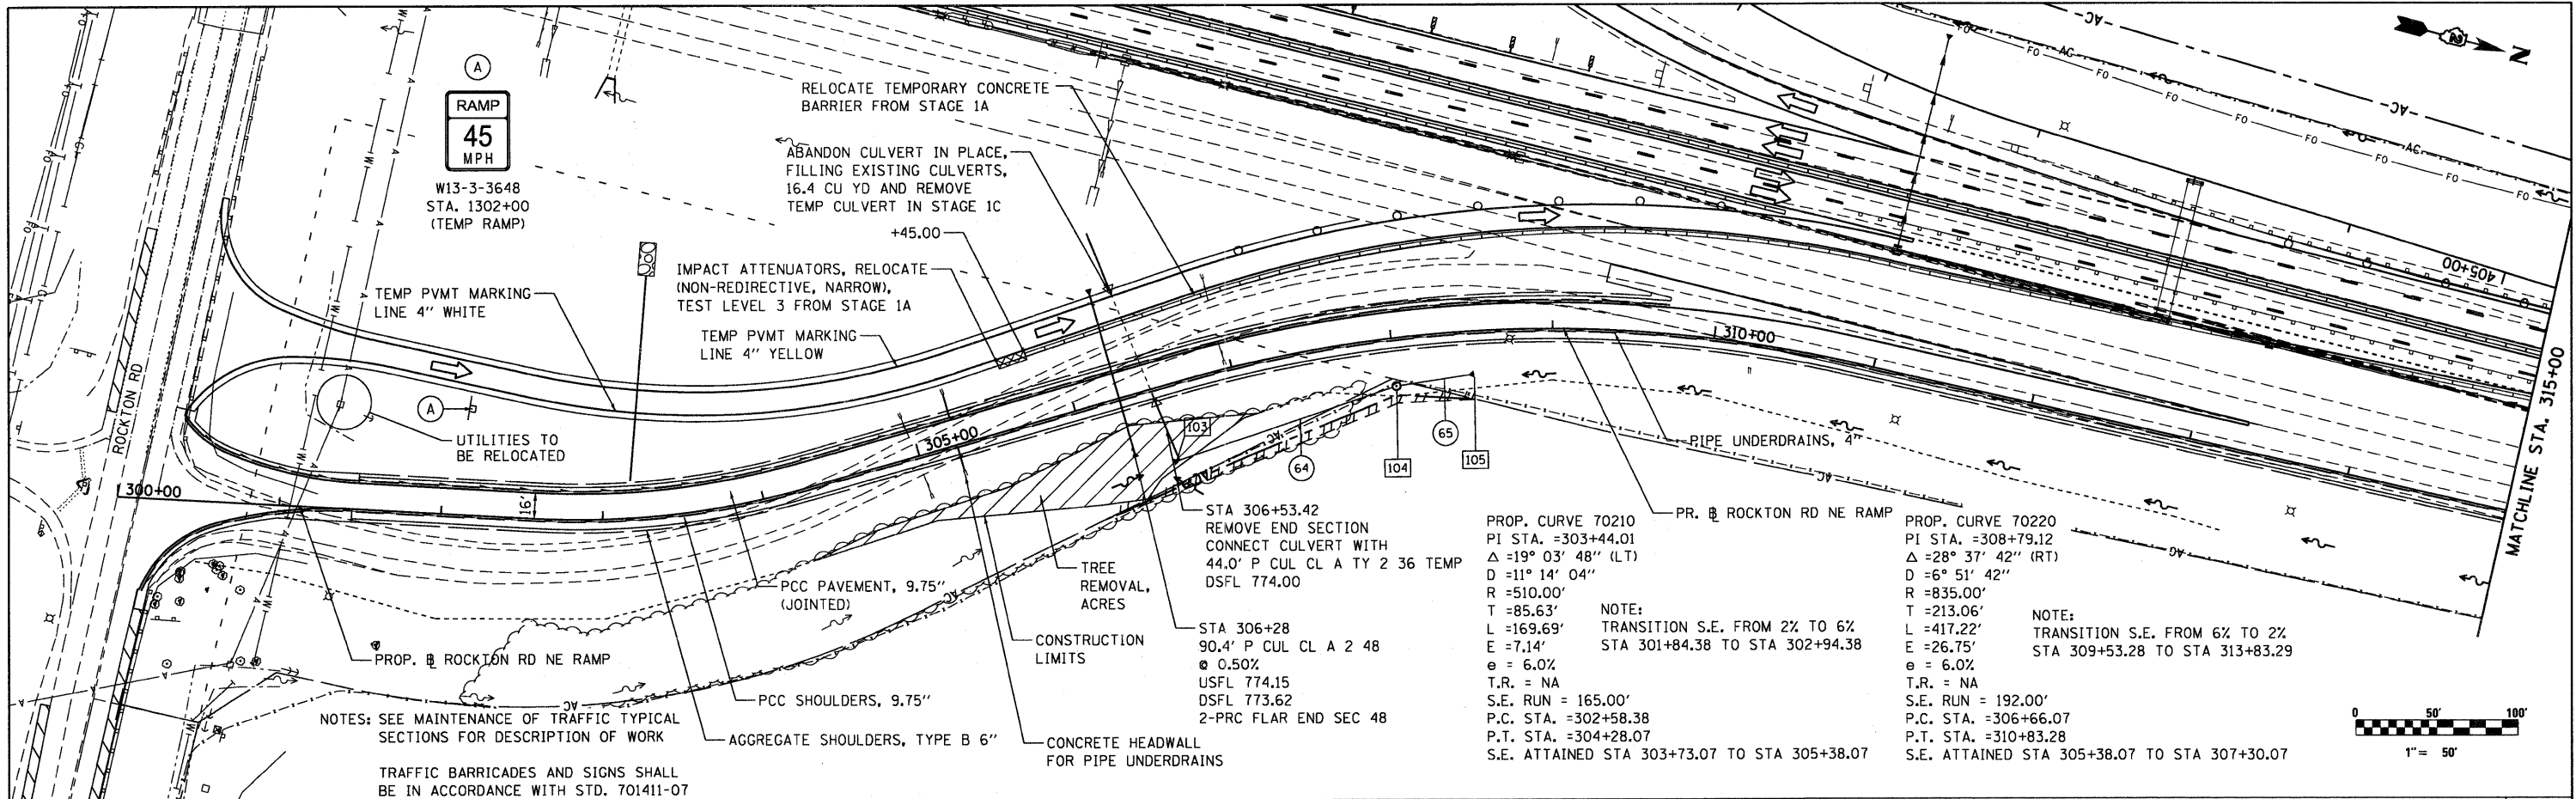 A
RAMP
45
MPH
W13-3-3648
STA. 1302+00
(TEMP RAMP)
RELOCATE TEMPORARY CONCRETE
BARRIER FROM STAGE 1A
ABANDON CULVERT IN PLACE,
FILLING EXISTING CULVERTS,
16.4 CU YD AND REMOVE
TEMP CULVERT IN STAGE 1C
+45.00
IMPACT ATTENUATORS, RELOCATE
(NON-REDIRECTIVE, NARROW),
TEST LEVEL 3 FROM STAGE 1A
TEMP PVMT MARKING
LINE 4" WHITE
TEMP PVMT MARKING
LINE 4" YELLOW
N
405+00
310+00
305+00
300+00
MATCHLINE STA. 315+00
ROCKTON RD
A
UTILITIES TO
BE RELOCATED
16'
103
64
104
65
105
PIPE UNDERDRAINS, 4"
PR. BL ROCKTON RD NE RAMP
PROP. BL ROCKTON RD NE RAMP
PCC PAVEMENT, 9.75"
(JOINTED)
TREE
REMOVAL,
ACRES
CONSTRUCTION
LIMITS
PCC SHOULDERS, 9.75"
AGGREGATE SHOULDERS, TYPE B 6"
CONCRETE HEADWALL
FOR PIPE UNDERDRAINS
STA 306+53.42
REMOVE END SECTION
CONNECT CULVERT WITH
44.0' P CUL CL A TY 2 36 TEMP
DSFL 774.00
STA 306+28
90.4' P CUL CL A 2 48
@ 0.50%
USFL 774.15
DSFL 773.62
2-PRC FLAR END SEC 48
PROP. CURVE 70210
PI STA. =303+44.01
Δ =19° 03' 48" (LT)
D =11° 14' 04"
R =510.00'
T =85.63'
L =169.69'
E =7.14'
e = 6.0%
T.R. = NA
S.E. RUN = 165.00'
P.C. STA. =302+58.38
P.T. STA. =304+28.07
S.E. ATTAINED STA 303+73.07 TO STA 305+38.07
NOTE:
TRANSITION S.E. FROM 2% TO 6%
STA 301+84.38 TO STA 302+94.38
PROP. CURVE 70220
PI STA. =308+79.12
Δ =28° 37' 42" (RT)
D =6° 51' 42"
R =835.00'
T =213.06'
L =417.22'
E =26.75'
e = 6.0%
T.R. = NA
S.E. RUN = 192.00'
P.C. STA. =306+66.07
P.T. STA. =310+83.28
S.E. ATTAINED STA 305+38.07 TO STA 307+30.07
NOTE:
TRANSITION S.E. FROM 6% TO 2%
STA 309+53.28 TO STA 313+83.29
NOTES: SEE MAINTENANCE OF TRAFFIC TYPICAL
SECTIONS FOR DESCRIPTION OF WORK
TRAFFIC BARRICADES AND SIGNS SHALL
BE IN ACCORDANCE WITH STD. 701411-07
0 50' 100'
1"= 50'